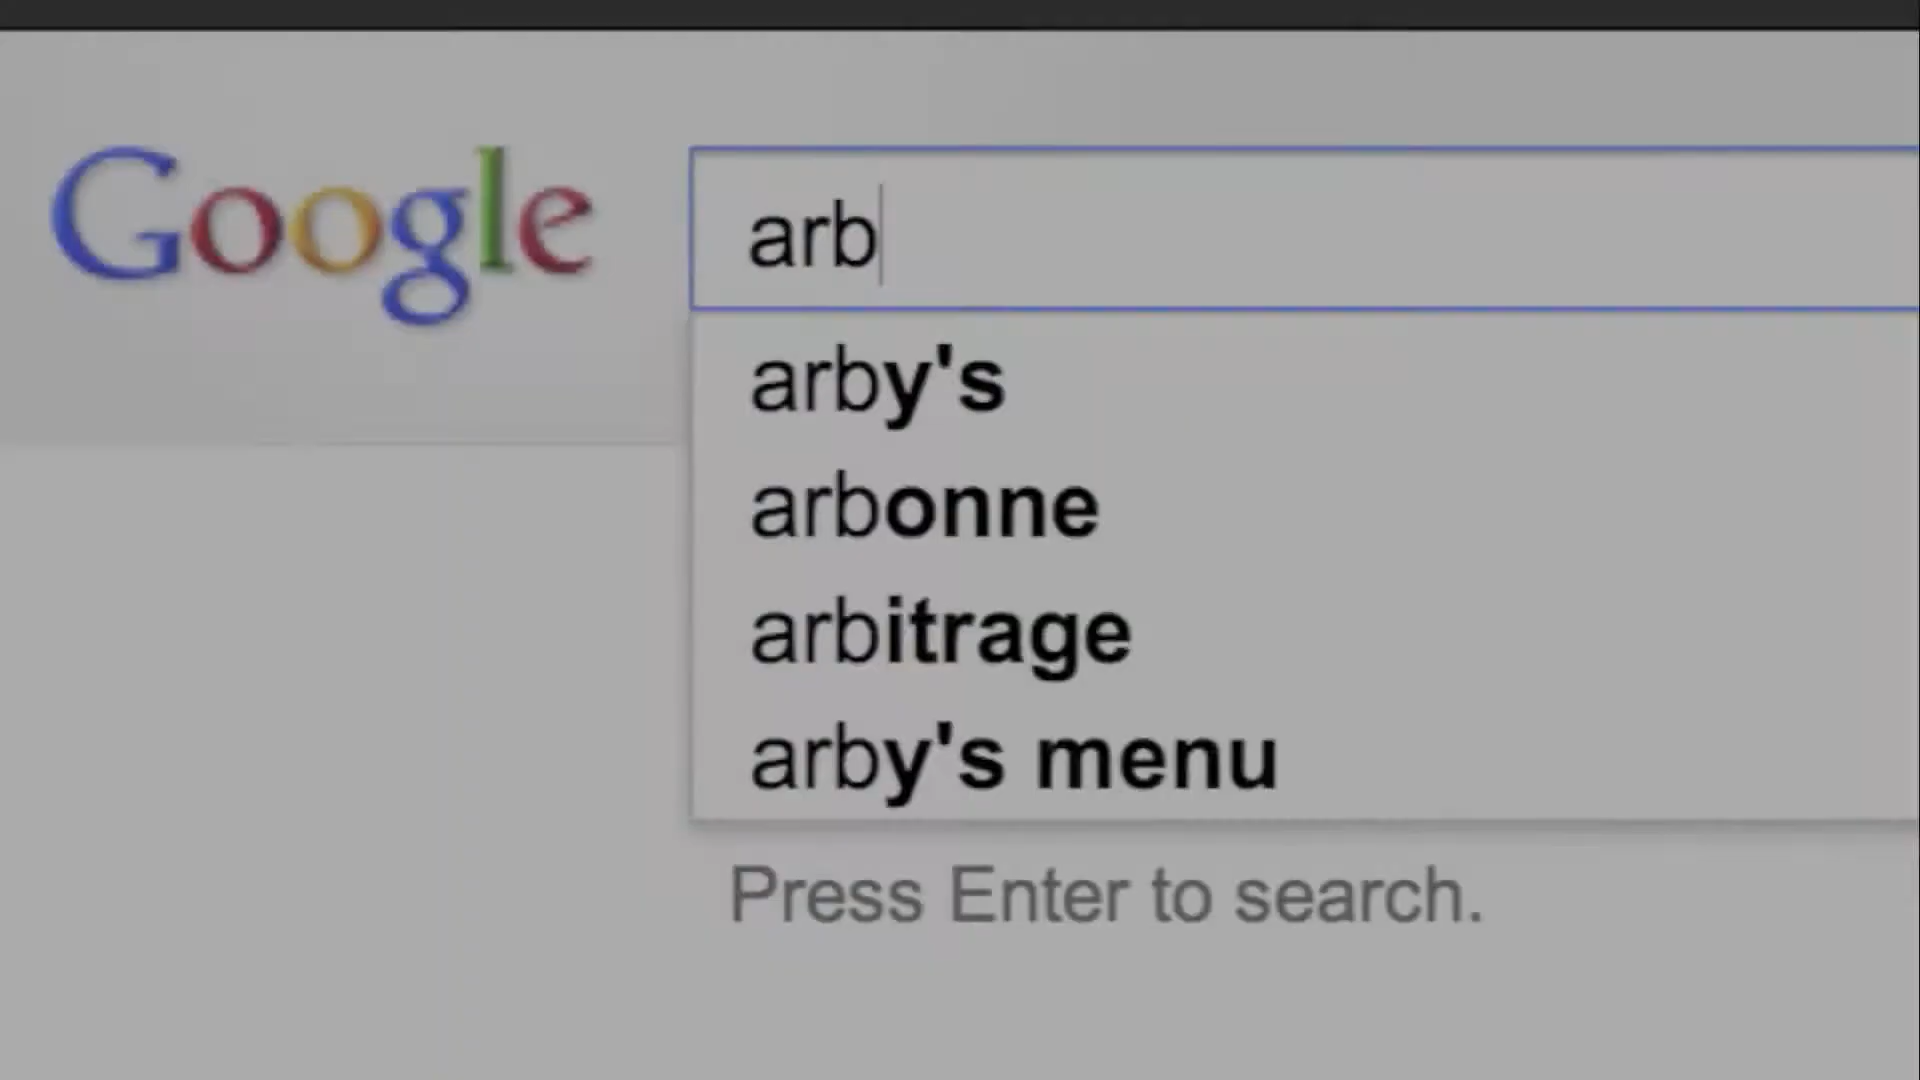 Google
arb
arby's
arbonne
arbitrage
arby's menu
Press Enter to search.